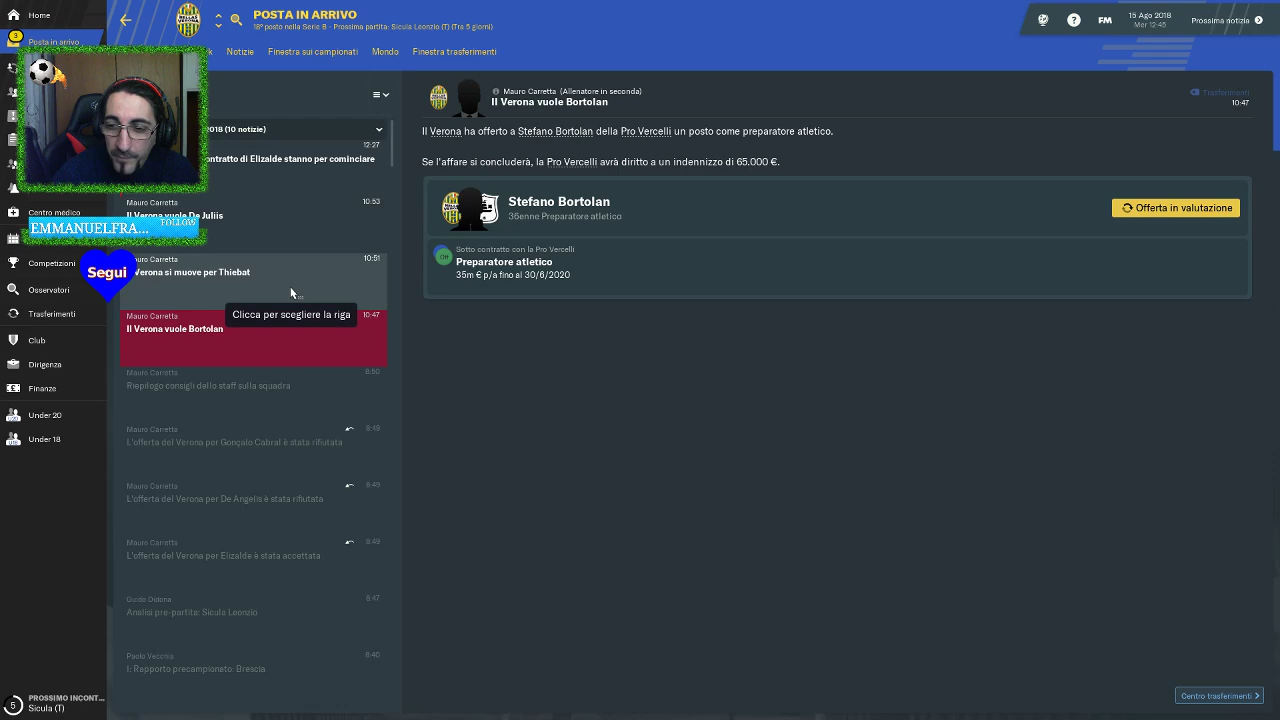 Home
POSTA IN ARRIVO
18° posto nella Serie B - Prossima partita: Sicula Leonzio (T) (Tra 5 giorni)
?
FM
15 Ago 2018
Mer 12:45
Prossima notizia
3
Posta in arrivo
Notizie
Finestra sui campionati
Mondo
Finestra trasferimenti
2018 (10 notizie)
12:27
contratto di Elizalde stanno per cominciare
Mauro Carretta
10:53
Il Verona vuole De Juliis
Centro medico
EMMANUELFRA...
FOLLOW
Segui
Mauro Carretta
10:51
Verona si muove per Thiebat
Clicca per scegliere la riga
Mauro Carretta
10:47
Il Verona vuole Bortolan
Mauro Carretta
8:50
Riepilogo consigli dello staff sulla squadra
Mauro Carretta
8:49
L'offerta del Verona per Gonçalo Cabral è stata rifiutata
Mauro Carretta
8:49
L'offerta del Verona per De Angelis è stata rifiutata
Mauro Carretta
8:49
L'offerta del Verona per Elizalde è stata accettata
8:47
Analisi pre-partita: Sicula Leonzio
Paolo Vecchia
8:40
I: Rapporto precampionato: Brescia
Competizioni
Osservatori
Trasferimenti
Club
Dirigenza
Finanze
Under 20
Under 18
5
PROSSIMO INCONT...
Sicula (T)
Mauro Carretta (Allenatore in seconda)
Il Verona vuole Bortolan
Trasferimenti
10:47
Il Verona ha offerto a Stefano Bortolan della Pro Vercelli un posto come preparatore atletico.
Se l'affare si concluderà, la Pro Vercelli avrà diritto a un indennizzo di 65.000 €.
Stefano Bortolan
36enne Preparatore atletico
Offerta in valutazione
Sotto contratto con la Pro Vercelli
Off
Preparatore atletico
35m € p/a fino al 30/6/2020
Centro trasferimenti